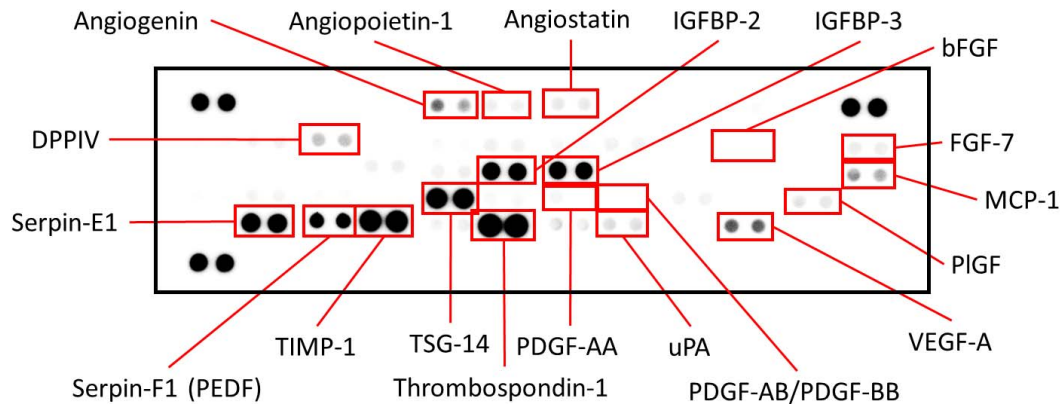 Angiogenin
Angiopoietin-1
Angiostatin
IGFBP-2
IGFBP-3
bFGF
DPPIV
FGF-7
MCP-1
Serpin-E1
PlGF
VEGF-A
TIMP-1
TSG-14
PDGF-AA
uPA
Serpin-F1 (PEDF)
Thrombospondin-1
PDGF-AB/PDGF-BB